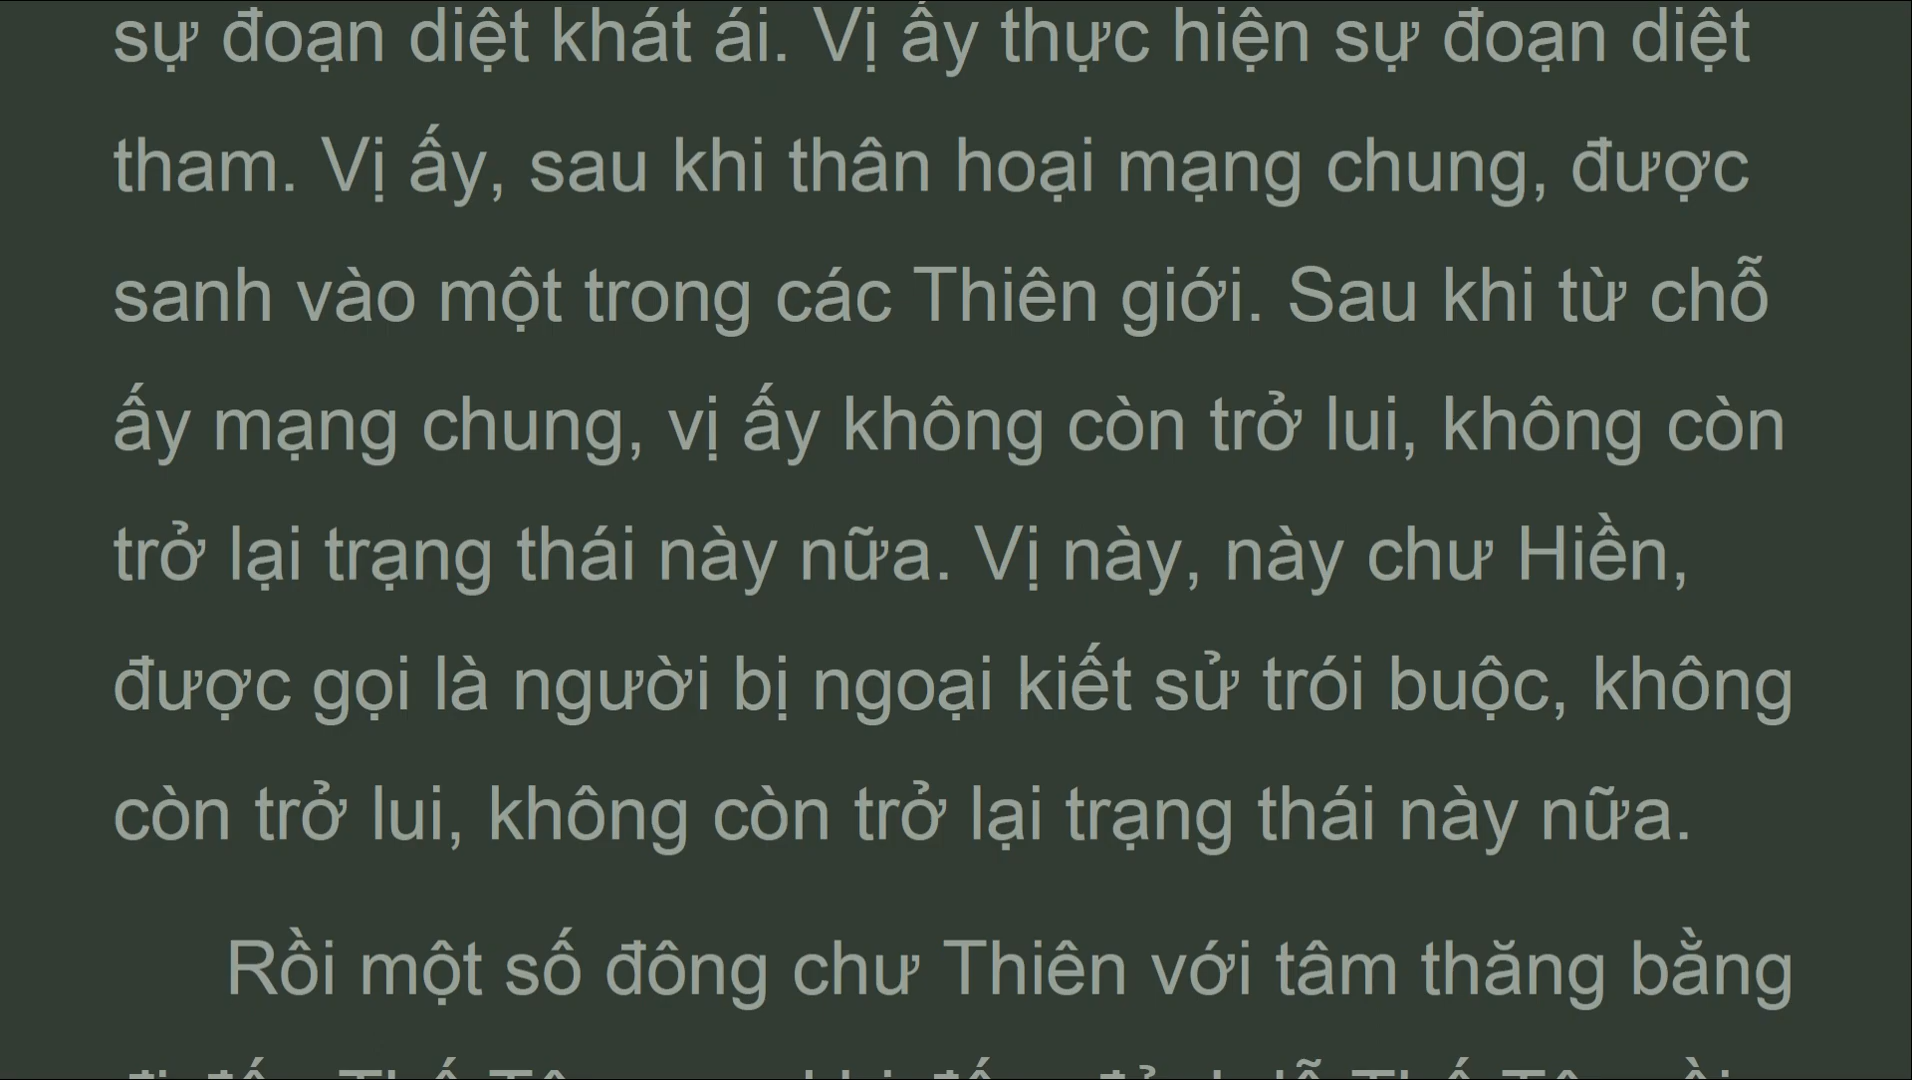 sự đoạn diệt khát ái. Vị ấy thực hiện sự đoạn diệt
tham. Vị ấy, sau khi thân hoại mạng chung, được
sanh vào một trong các Thiên giới. Sau khi từ chỗ
ấy mạng chung, vị ấy không còn trở lui, không còn
trở lại trạng thái này nữa. Vị này, này chư Hiền,
được gọi là người bị ngoại kiết sử trói buộc, không
còn trở lui, không còn trở lại trạng thái này nữa.
Rồi một số đông chư Thiên với tâm thăng bằng